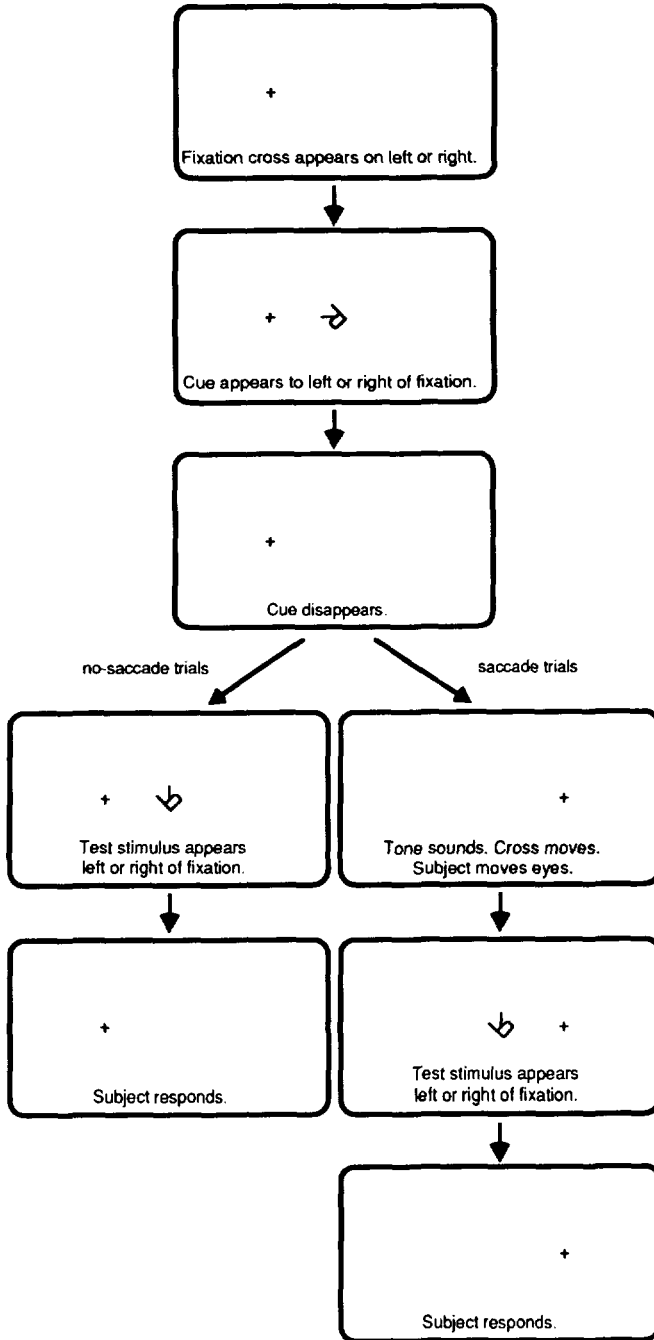 Fixation cross appears on left or right.
Cue appears to left or right of fixation.
Cue disappears.
no-saccade trials
saccade trials
Test stimulus appears
left or right of fixation.
Tone sounds. Cross moves.
Subject moves eyes.
Subject responds.
Test stimulus appears
left or right of fixation.
Subject responds.